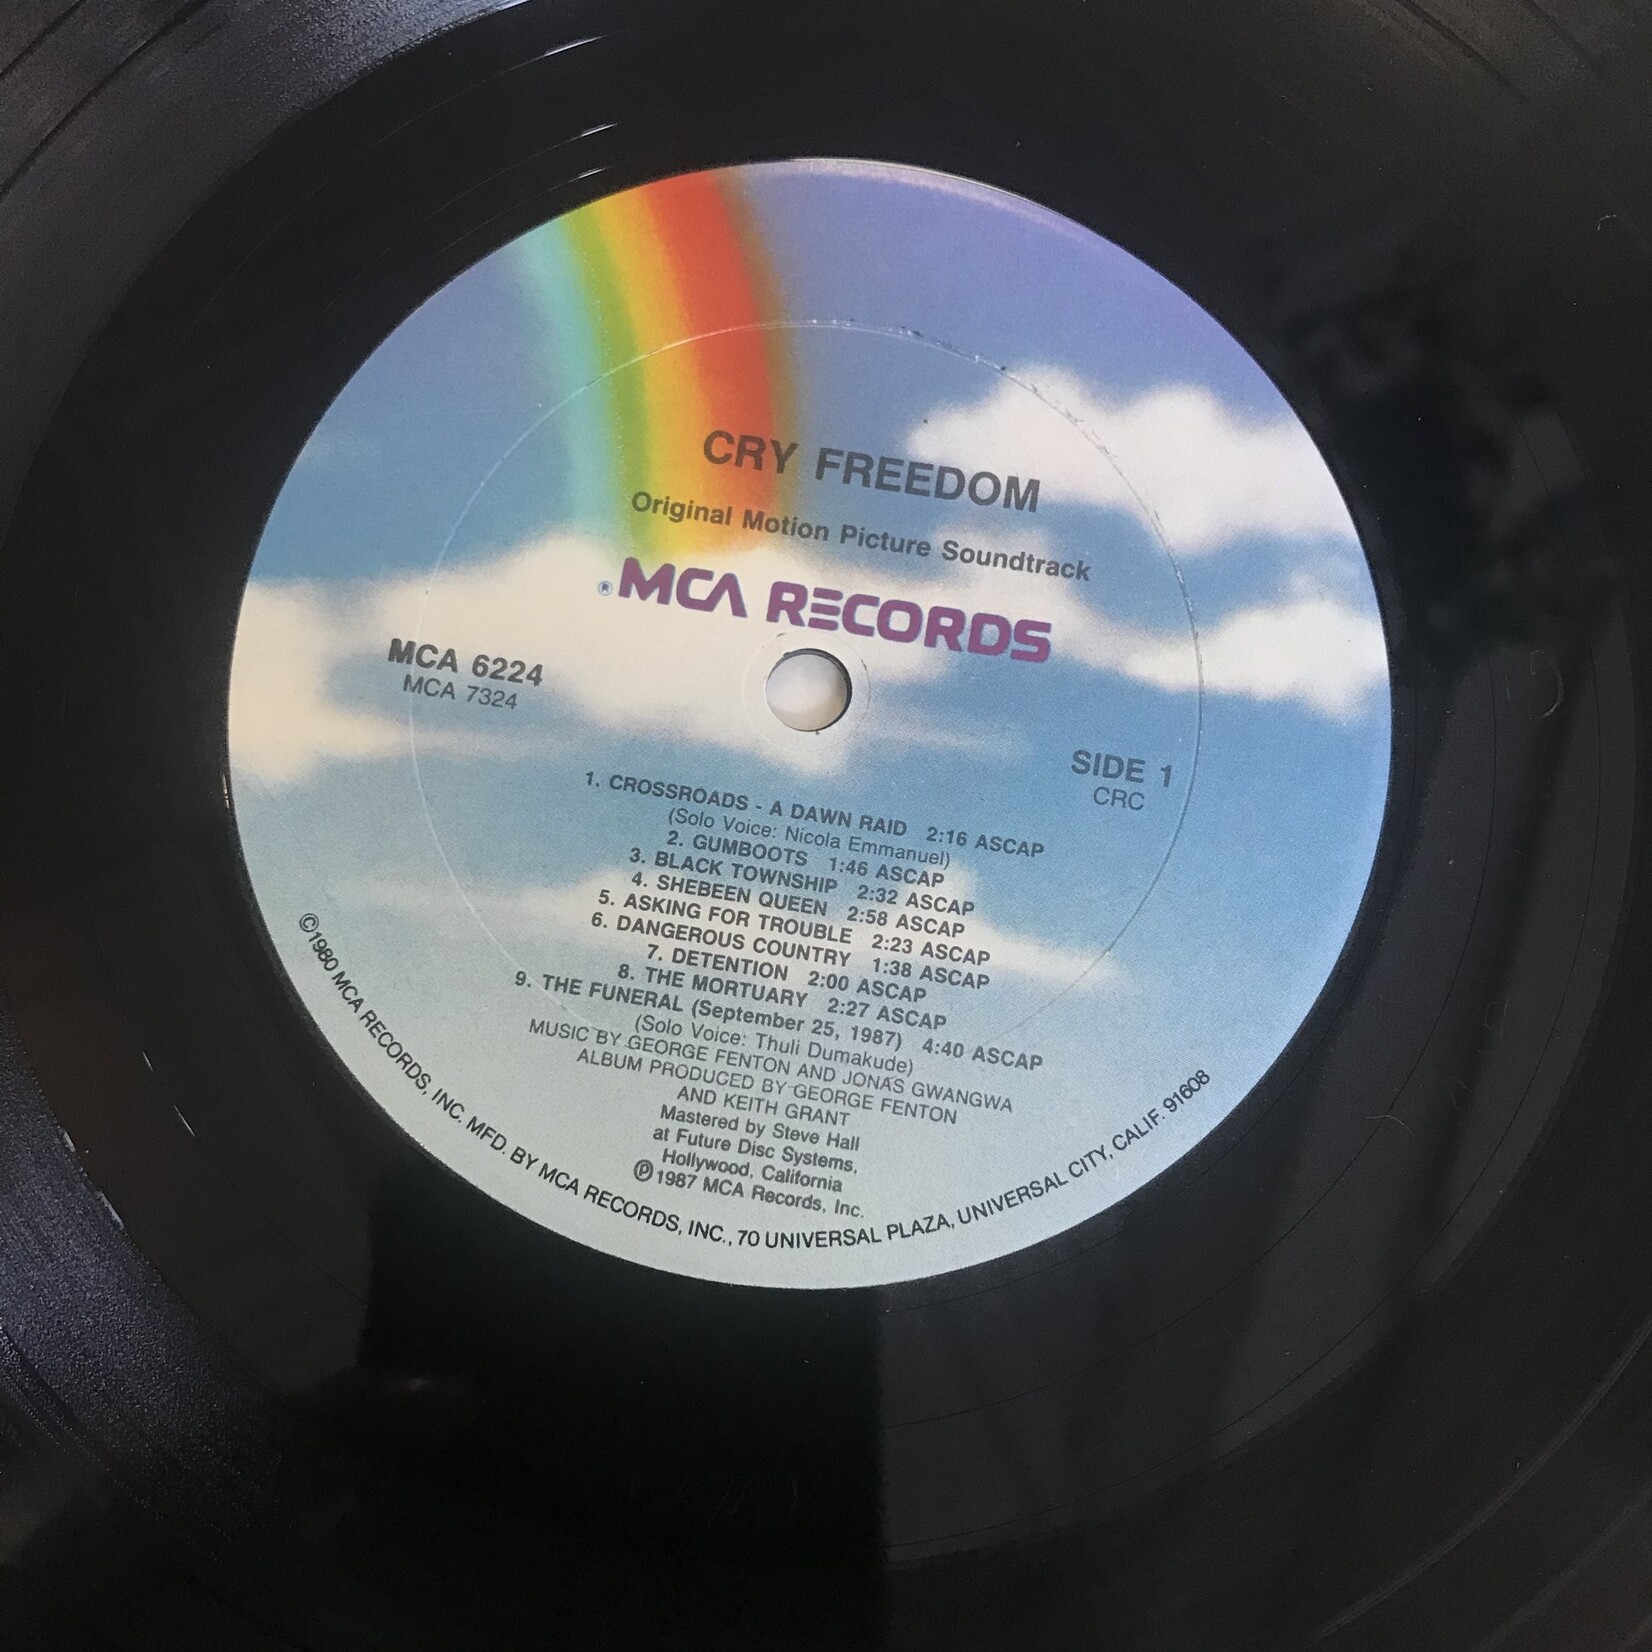 CRY FREEDOM
Original Motion Picture Soundtrack
® MCA RECORDS
MCA 6224
MCA 7324
SIDE 1
CRC
1. CROSSROADS - A DAWN RAID 2:16 ASCAP
(Solo Voice: Nicola Emmanuel)
2. GUMBOOTS 1:46 ASCAP
3. BLACK TOWNSHIP 2:32 ASCAP
4. SHEBEEN QUEEN 2:58 ASCAP
5. ASKING FOR TROUBLE 2:23 ASCAP
6. DANGEROUS COUNTRY 1:38 ASCAP
7. DETENTION 2:00 ASCAP
8. THE MORTUARY 2:27 ASCAP
9. THE FUNERAL (September 25, 1987) 4:40 ASCAP
(Solo Voice: Thuli Dumakude)
MUSIC BY GEORGE FENTON AND JONAS GWANGWA
ALBUM PRODUCED BY GEORGE FENTON
AND KEITH GRANT
Mastered by Steve Hall
at Future Disc Systems,
Hollywood, California
℗1987 MCA Records, Inc.
©1980 MCA RECORDS, INC. MFD. BY MCA RECORDS, INC., 70 UNIVERSAL PLAZA, UNIVERSAL CITY, CALIF. 91608